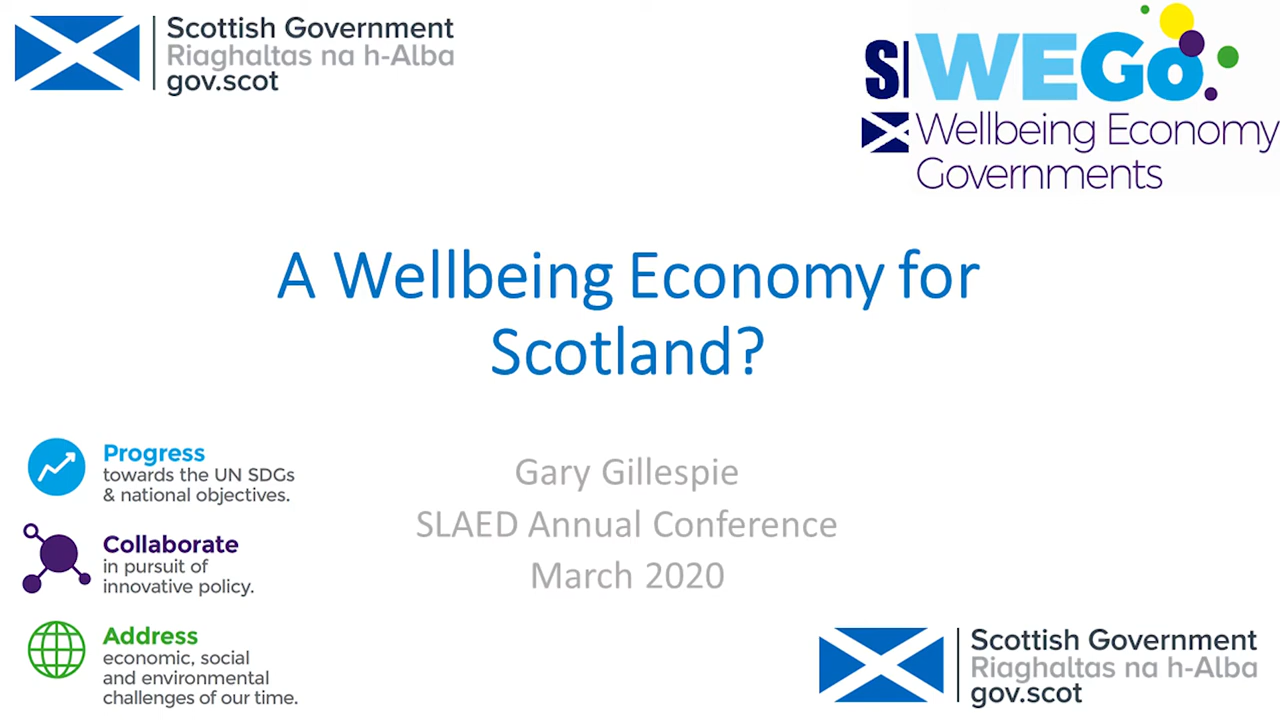 Scottish Government
Riaghaltas na h-Alba
gov.scot
S WEGo
Wellbeing Economy
Governments
A Wellbeing Economy for
Scotland?
Gary Gillespie
SLAED Annual Conference
March 2020
Progress
towards the UN SDGs
& national objectives.
Collaborate
in pursuit of
innovative policy.
Address
economic, social
and environmental
challenges of our time.
Scottish Government
Riaghaltas na h-Alba
gov.scot